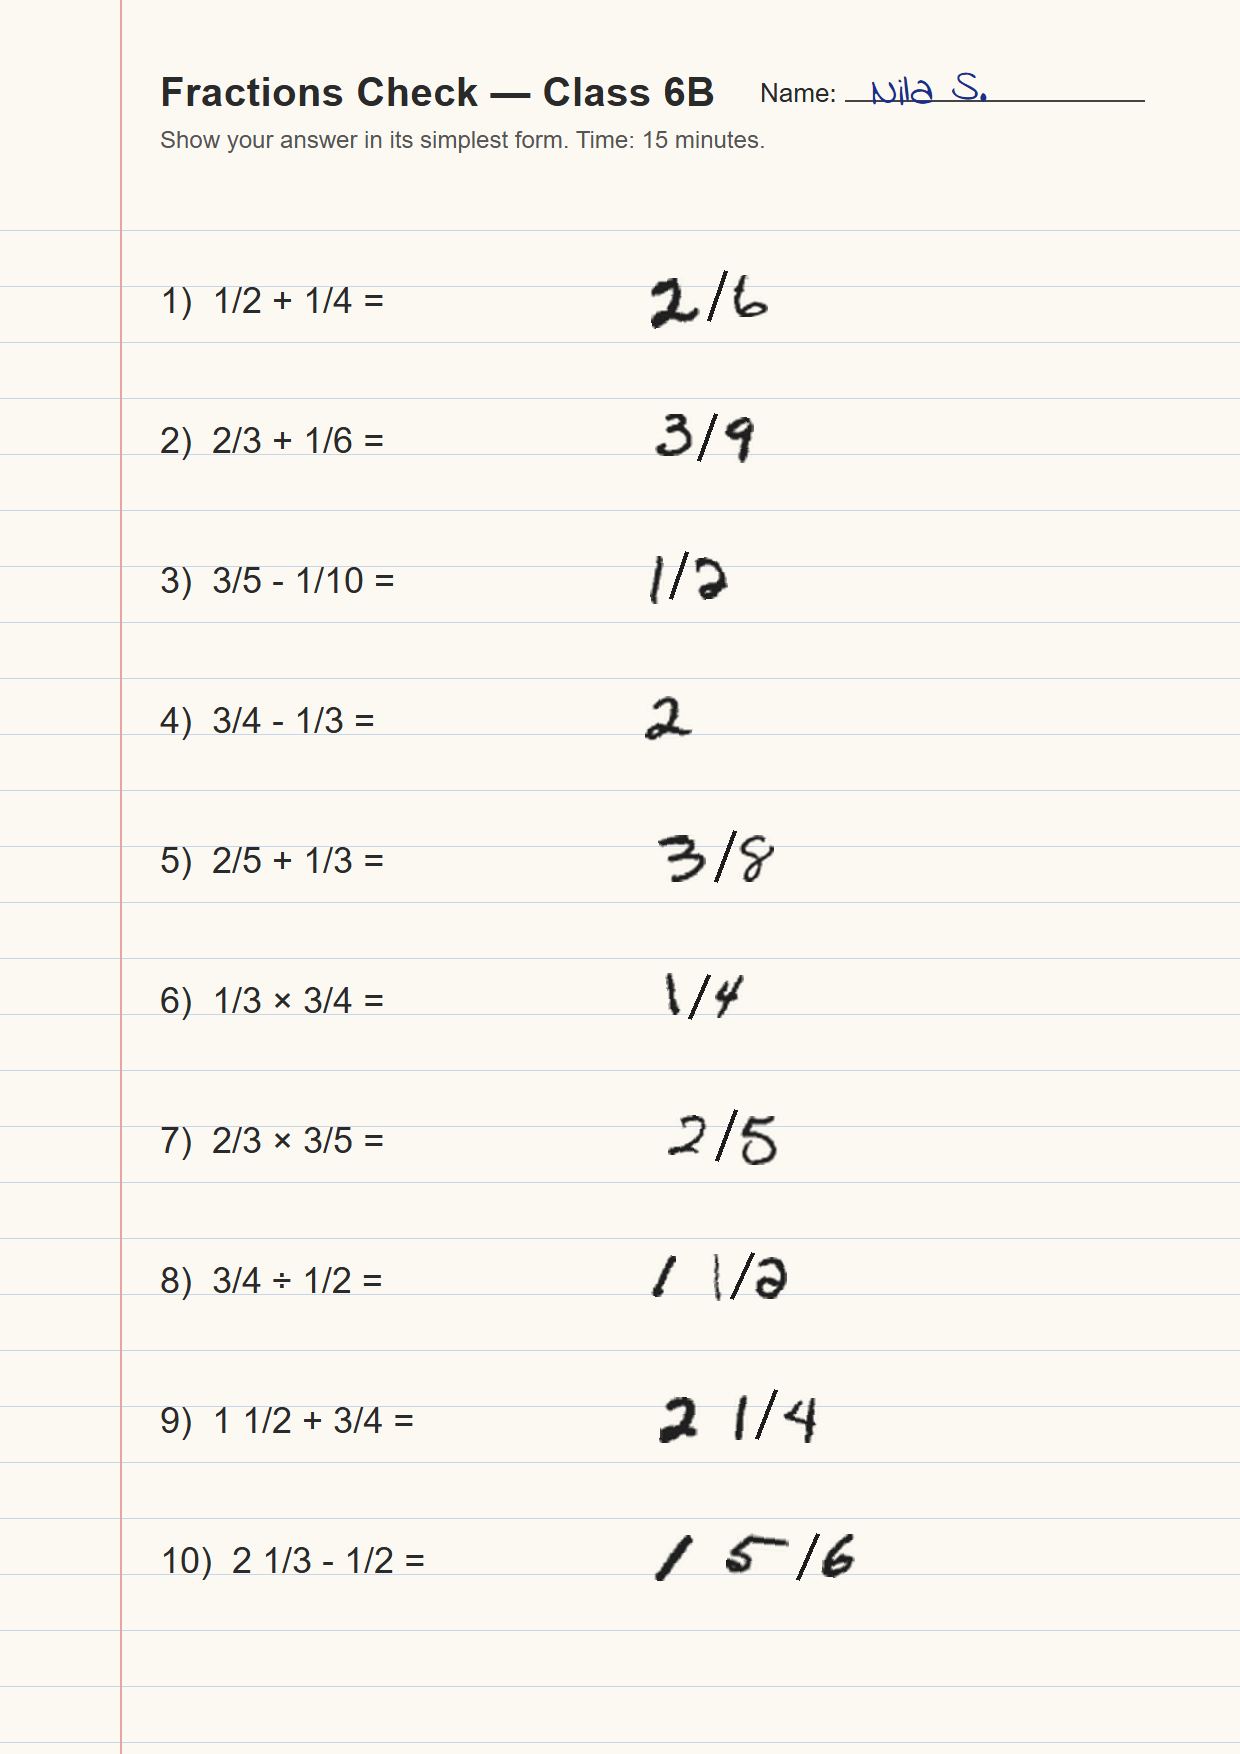 Fractions Check — Class 6B Name: Nila S.
Show your answer in its simplest form. Time: 15 minutes.
1) 1/2 + 1/4 = 2/6
2) 2/3 + 1/6 = 3/9
3) 3/5 - 1/10 = 1/2
4) 3/4 - 1/3 = 2
5) 2/5 + 1/3 = 3/8
6) 1/3 × 3/4 = 1/4
7) 2/3 × 3/5 = 2/5
8) 3/4 ÷ 1/2 = 1 1/2
9) 1 1/2 + 3/4 = 2 1/4
10) 2 1/3 - 1/2 = 1 5/6